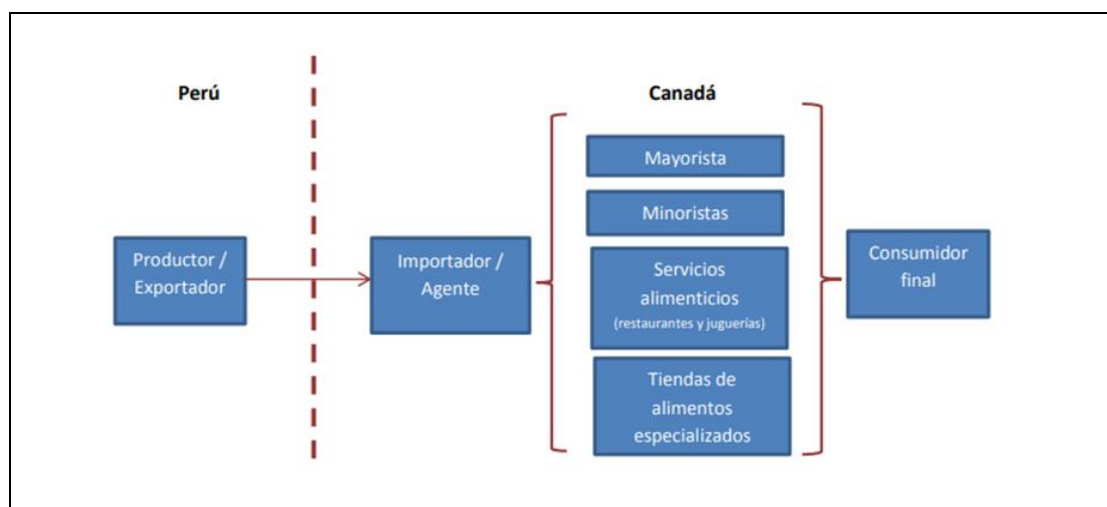 Perú
Canadá
Productor /
Exportador
Importador /
Agente
Mayorista
Minoristas
Servicios
alimenticios
(restaurantes y juguerías)
Tiendas de
alimentos
especializados
Consumidor
final